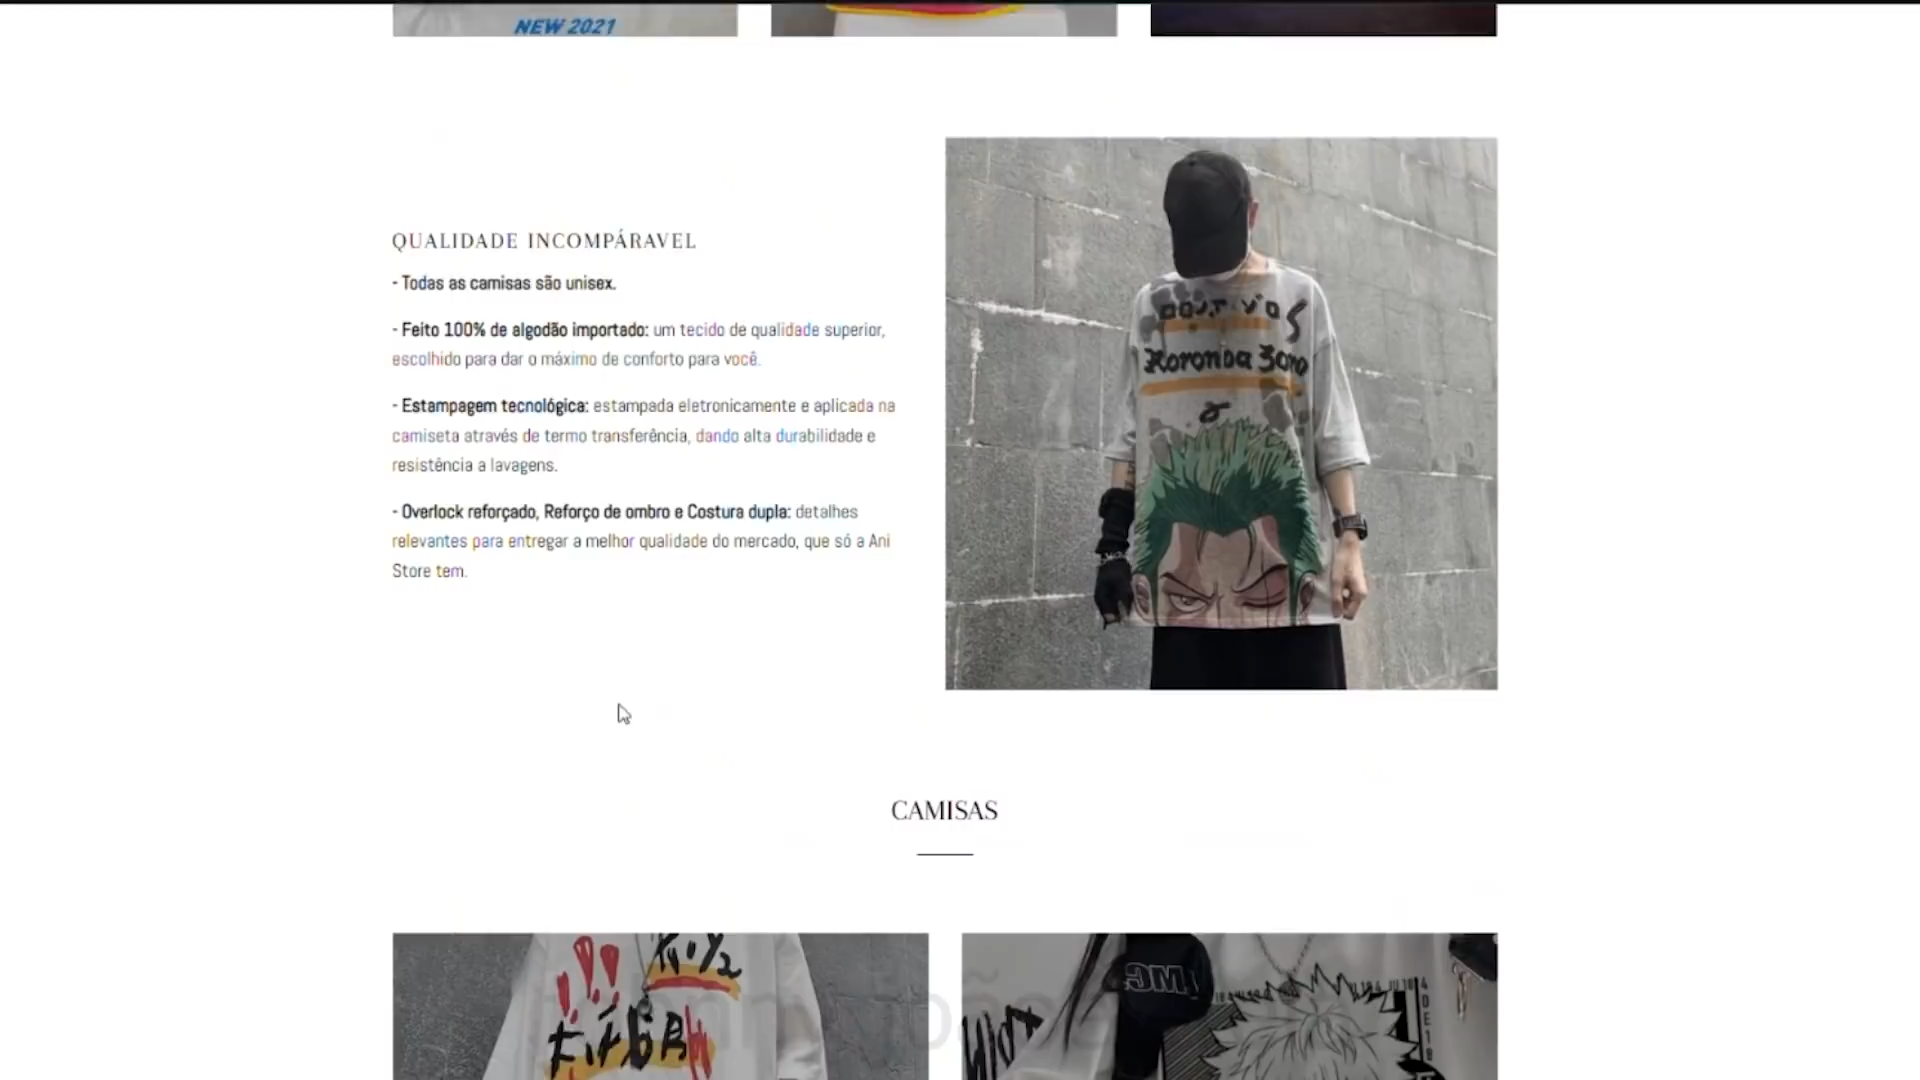 NEW 2021
QUALIDADE INCOMPÁRAVEL
- Todas as camisas são unisex.
- Feito 100% de algodão importado: um tecido de qualidade superior,
escolhido para dar o máximo de conforto para você.
- Estampagem tecnológica: estampada eletronicamente e aplicada na
camiseta através de termo transferência, dando alta durabilidade e
resistência a lavagens.
- Overlock reforçado, Reforço de ombro e Costura dupla: detalhes
relevantes para entregar a melhor qualidade do mercado, que só a Ani
Store tem.
Zoro
CAMISAS